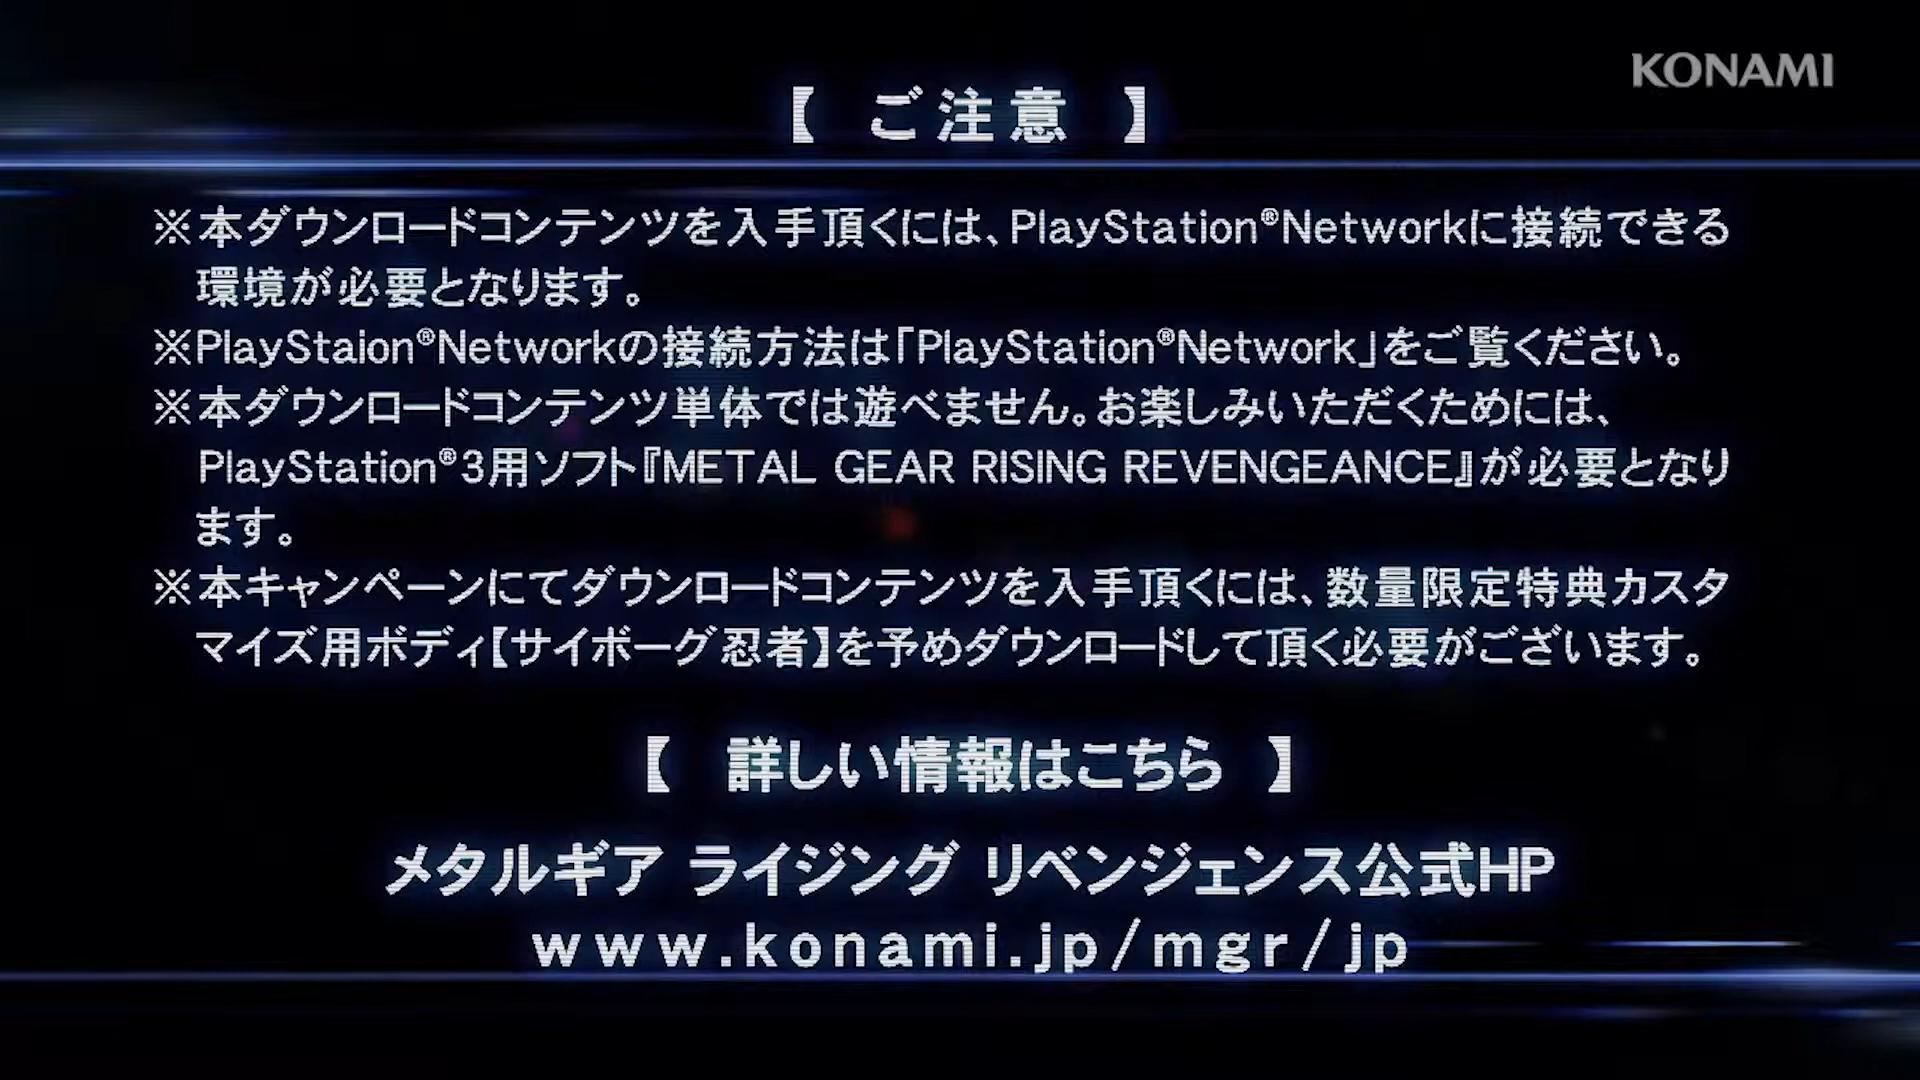 KONAMI
【 ご注意 】
※本ダウンロードコンテンツを入手頂くには、PlayStation®Networkに接続できる
環境が必要となります。
※PlayStaion®Networkの接続方法は「PlayStation®Network」をご覧ください。
※本ダウンロードコンテンツ単体では遊べません。お楽しみいただくためには、
PlayStation®3用ソフト『METAL GEAR RISING REVENGEANCE』が必要となり
ます。
※本キャンペーンにてダウンロードコンテンツを入手頂くには、数量限定特典カスタ
マイズ用ボディ【サイボーグ忍者】を予めダウンロードして頂く必要がございます。
【 詳しい情報はこちら 】
メタルギア ライジング リベンジェンス公式HP
www.konami.jp/mgr/jp